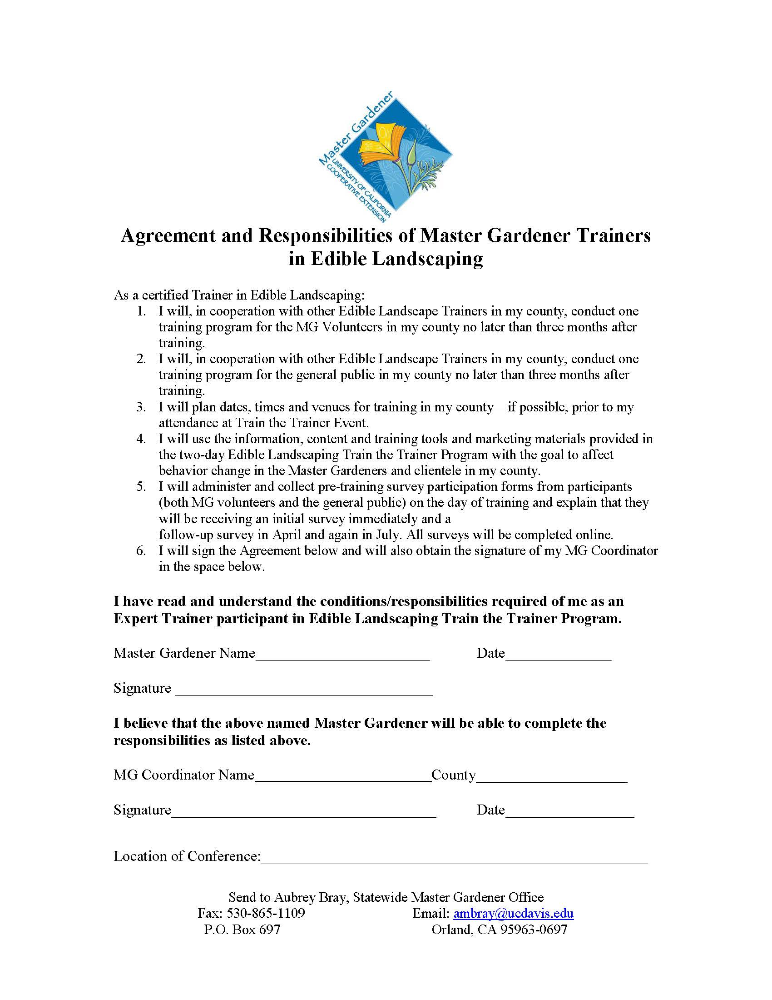 Master Gardener
UNIVERSITY OF CALIFORNIA
COOPERATIVE EXTENSION
Agreement and Responsibilities of Master Gardener Trainers
in Edible Landscaping
As a certified Trainer in Edible Landscaping:
1. I will, in cooperation with other Edible Landscape Trainers in my county, conduct one
training program for the MG Volunteers in my county no later than three months after
training.
2. I will, in cooperation with other Edible Landscape Trainers in my county, conduct one
training program for the general public in my county no later than three months after
training.
3. I will plan dates, times and venues for training in my county—if possible, prior to my
attendance at Train the Trainer Event.
4. I will use the information, content and training tools and marketing materials provided in
the two-day Edible Landscaping Train the Trainer Program with the goal to affect
behavior change in the Master Gardeners and clientele in my county.
5. I will administer and collect pre-training survey participation forms from participants
(both MG volunteers and the general public) on the day of training and explain that they
will be receiving an initial survey immediately and a
follow-up survey in April and again in July. All surveys will be completed online.
6. I will sign the Agreement below and will also obtain the signature of my MG Coordinator
in the space below.
I have read and understand the conditions/responsibilities required of me as an
Expert Trainer participant in Edible Landscaping Train the Trainer Program.
Master Gardener Name________________________ Date_______________
Signature ____________________________________
I believe that the above named Master Gardener will be able to complete the
responsibilities as listed above.
MG Coordinator Name________________________County_____________________
Signature_____________________________________ Date__________________
Location of Conference:______________________________________________________
Send to Aubrey Bray, Statewide Master Gardener Office
Fax: 530-865-1109 Email: ambray@ucdavis.edu
P.O. Box 697 Orland, CA 95963-0697